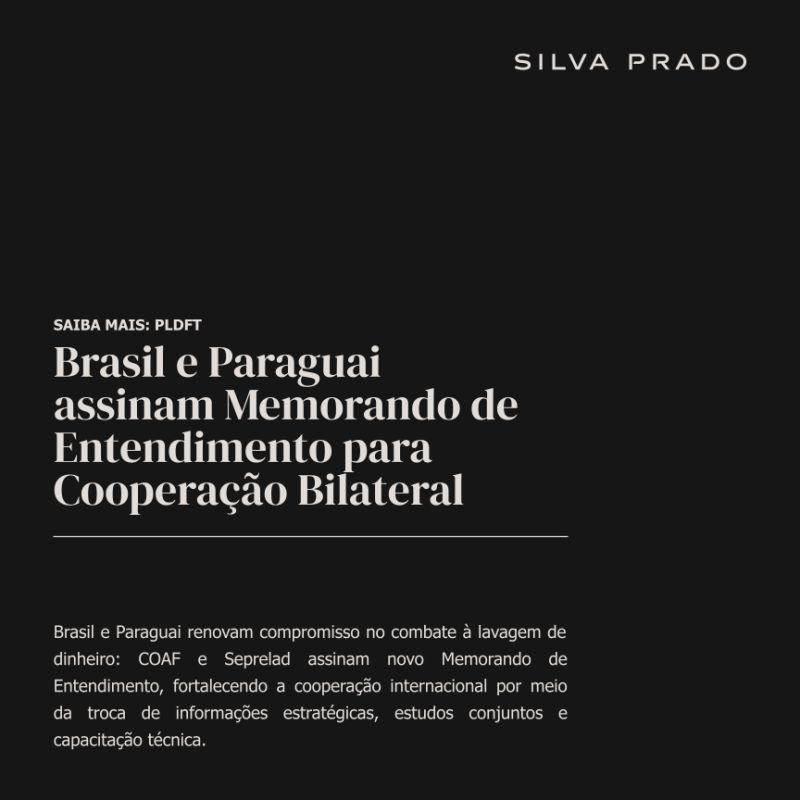 SILVA PRADO
SAIBA MAIS: PLDFT
Brasil e Paraguai
assinam Memorando de
Entendimento para
Cooperação Bilateral
Brasil e Paraguai renovam compromisso no combate à lavagem de
dinheiro: COAF e Seprelad assinam novo Memorando de
Entendimento, fortalecendo a cooperação internacional por meio
da troca de informações estratégicas, estudos conjuntos e
capacitação técnica.